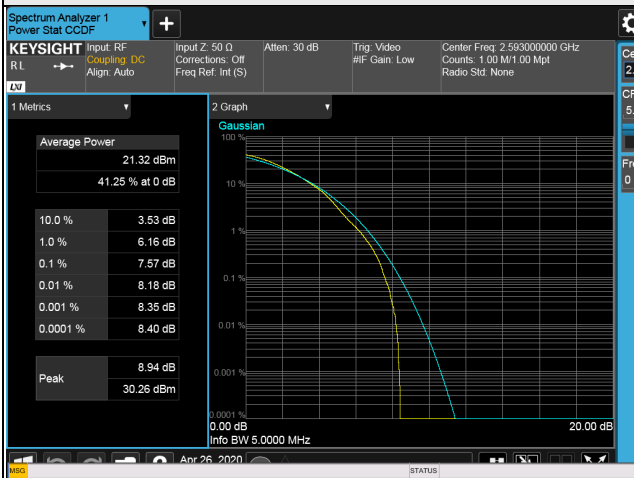 Spectrum Analyzer 1
Power Stat CCDF
KEYSIGHT
RL
LXI
Input: RF
Coupling: DC
Align: Auto
Input Z: 50 Ω
Corrections: Off
Freq Ref: Int (S)
Atten: 30 dB
Trig: Video
#IF Gain: Low
Center Freq: 2.593000000 GHz
Counts: 1.00 M/1.00 Mpt
Radio Std: None
1 Metrics
Average Power
21.32 dBm
41.25 % at 0 dB
10.0 % 3.53 dB
1.0 % 6.16 dB
0.1 % 7.57 dB
0.01 % 8.18 dB
0.001 % 8.35 dB
0.0001 % 8.40 dB
Peak
8.94 dB
30.26 dBm
2 Graph
Gaussian
100 %
10 %
1 %
0.1 %
0.01 %
0.001 %
0.0001 %
0.00 dB 20.00 dB
Info BW 5.0000 MHz
Apr 26, 2020
MSG
STATUS